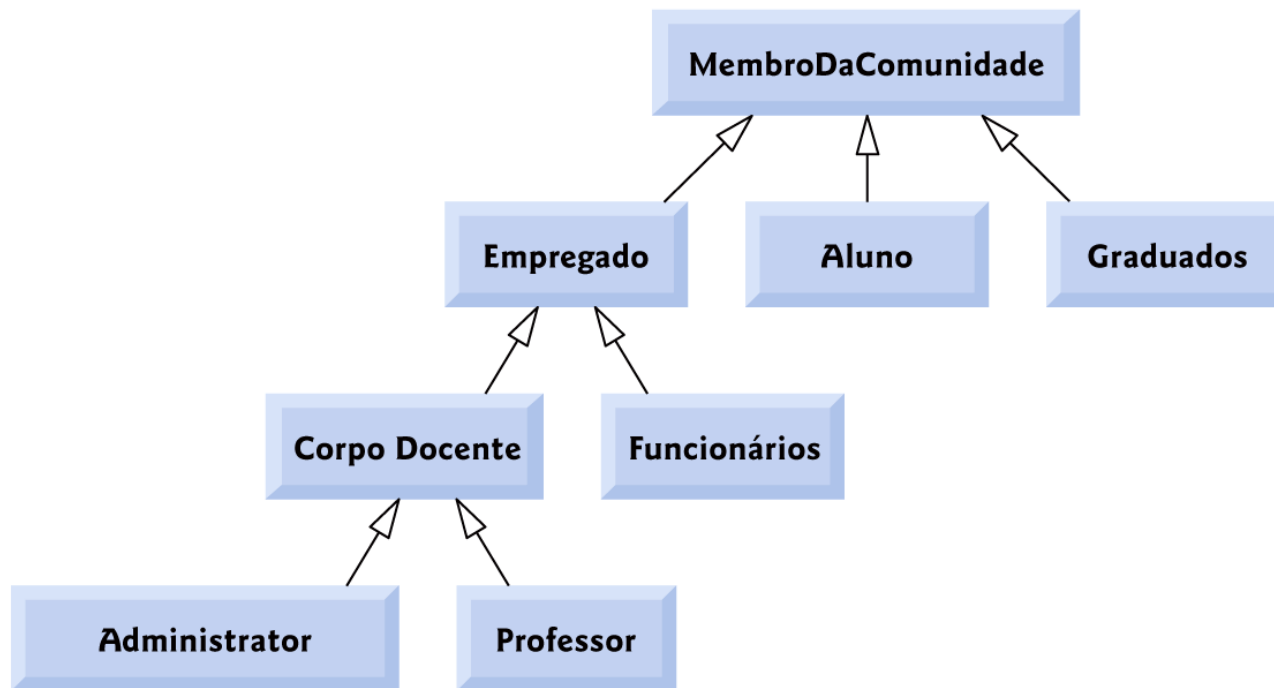 MembroDaComunidade
Empregado
Aluno
Graduados
Corpo Docente
Funcionários
Administrator
Professor